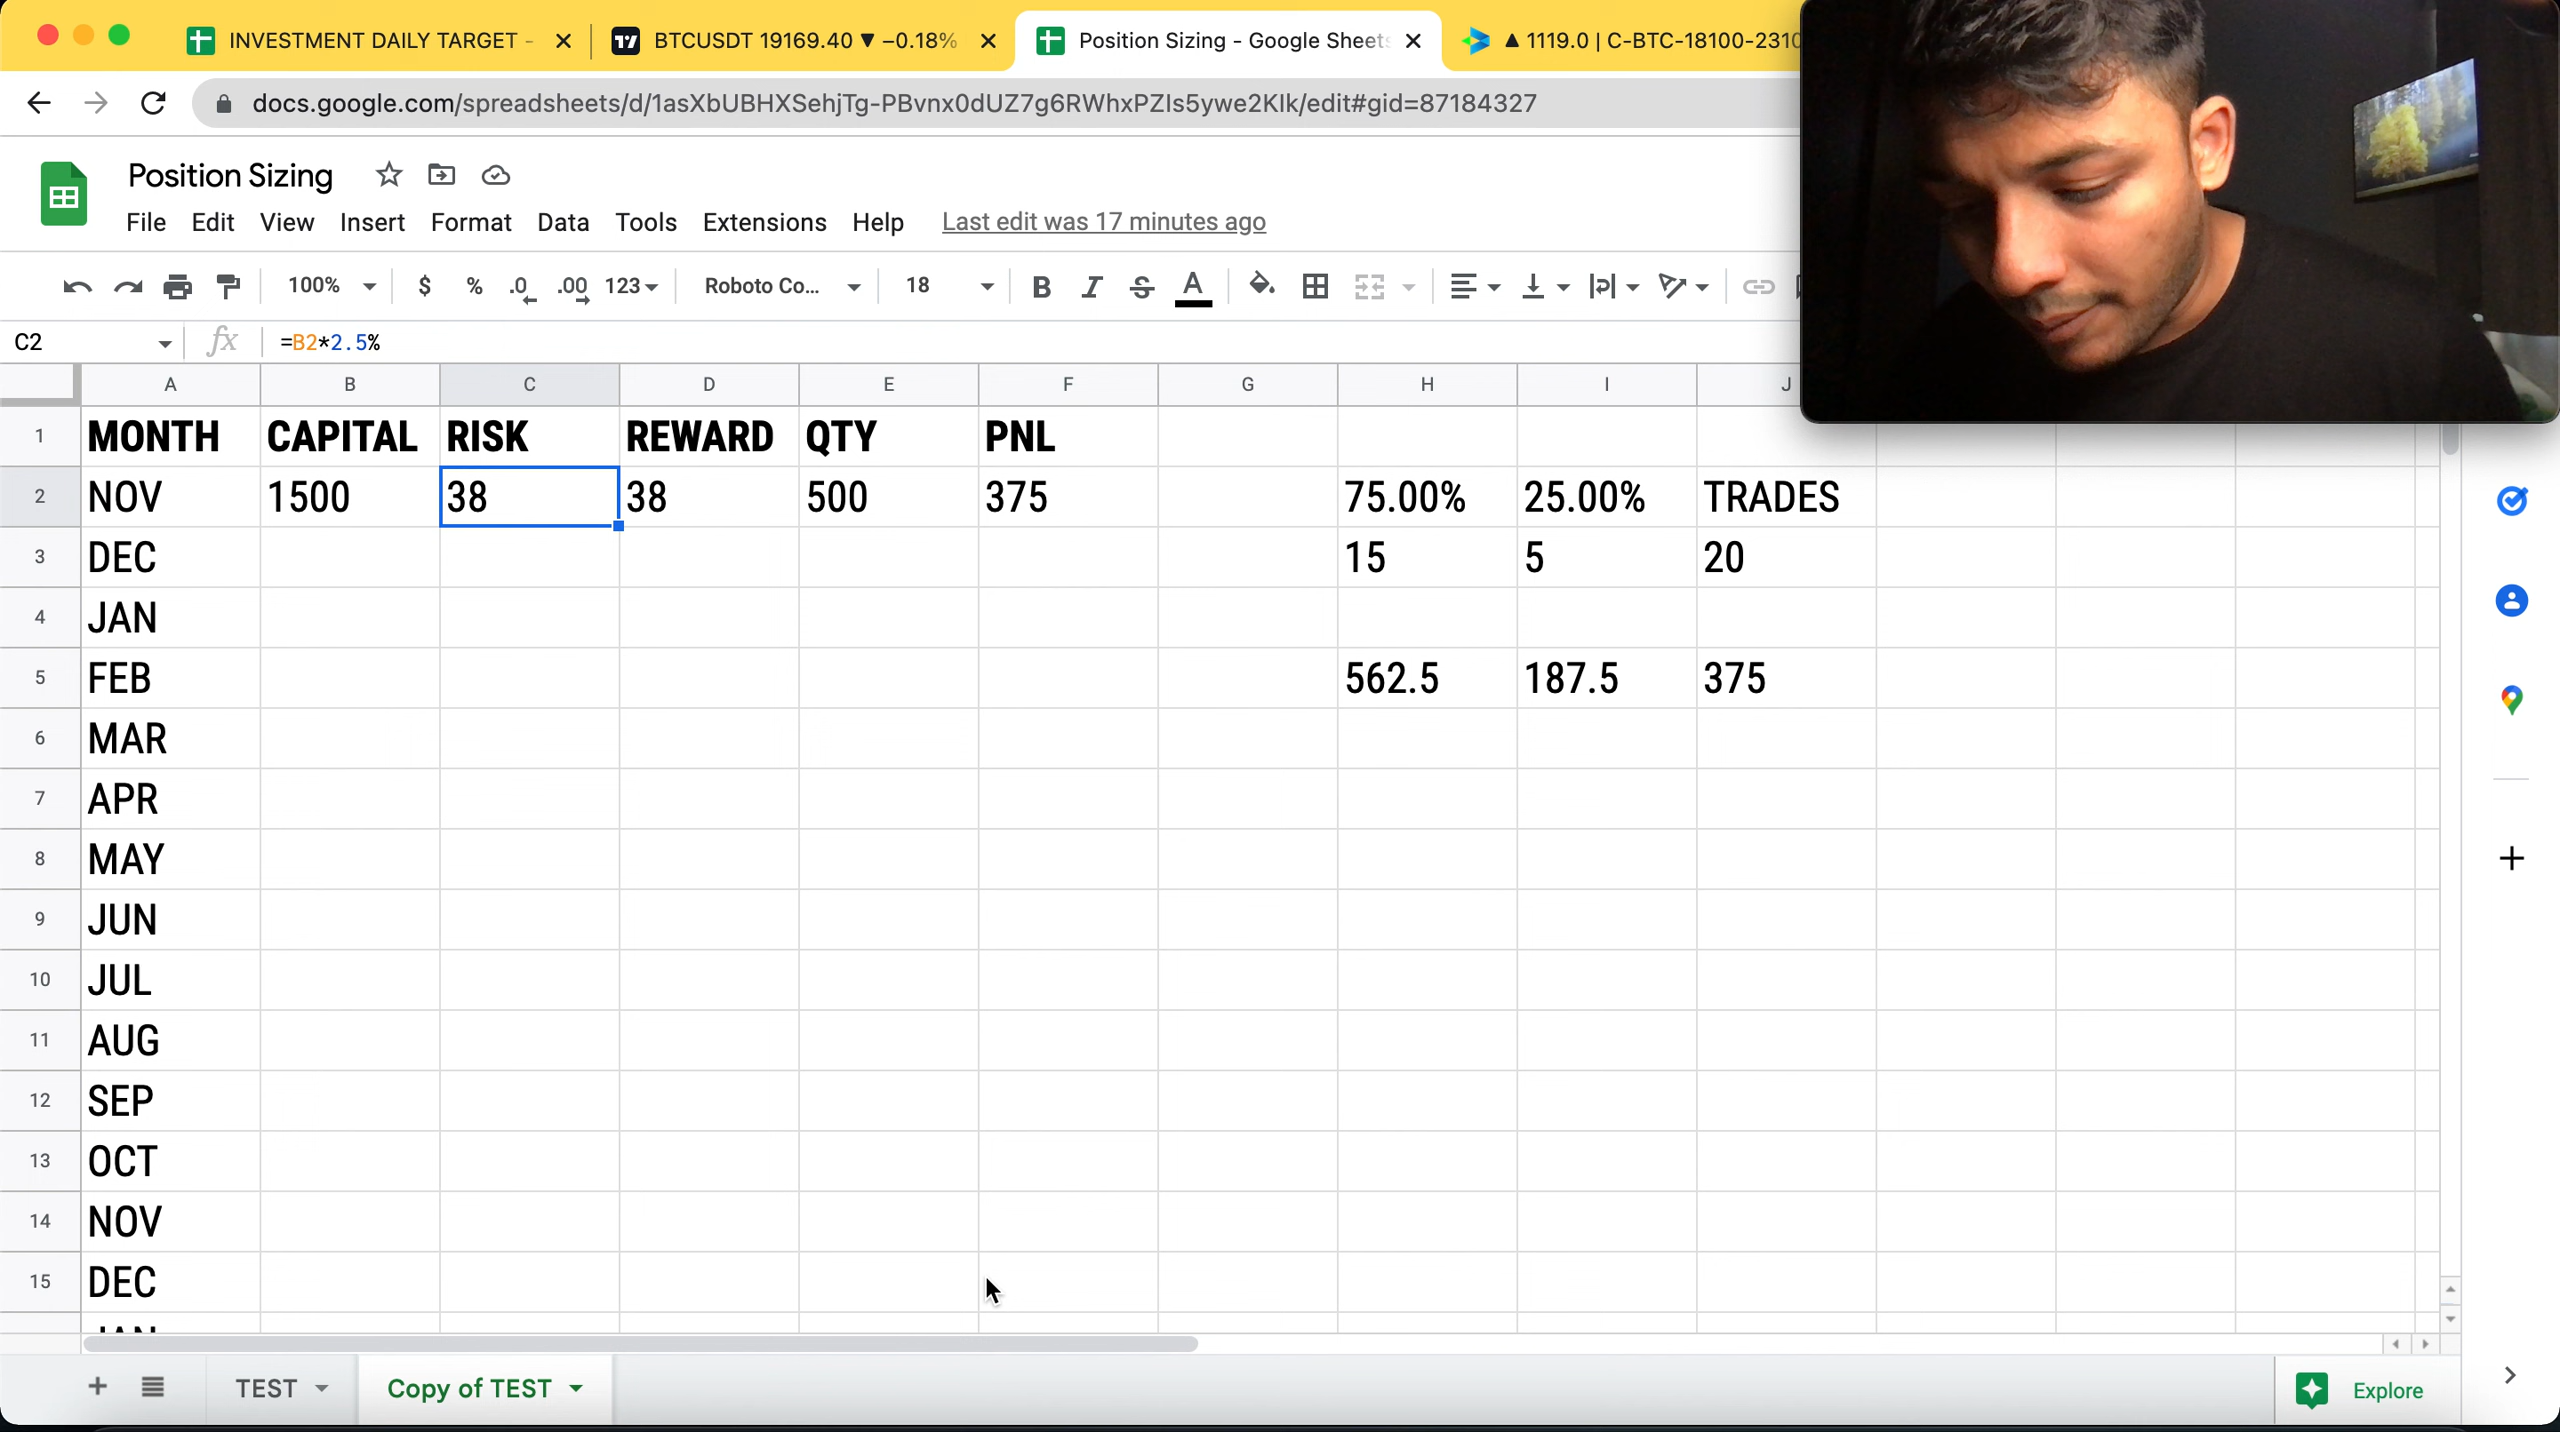 INVESTMENT DAILY TARGET -
BTCUSDT 19169.40 ▼ −0.18%
Position Sizing - Google Sheets
▲ 1119.0 | C-BTC-18100-2310
docs.google.com/spreadsheets/d/1asXbUBHXSehjTg-PBvnx0dUZ7g6RWhxPZIs5ywe2KIk/edit#gid=87184327
Position Sizing
File Edit View Insert Format Data Tools Extensions Help Last edit was 17 minutes ago
100% $ % .0 .00 123 Roboto Co... 18 B I S A
C2 fx =B2*2.5%
A B C D E F G H I J
1 MONTH CAPITAL RISK REWARD QTY PNL
2 NOV 1500 38 38 500 375 75.00% 25.00% TRADES
3 DEC 15 5 20
4 JAN
5 FEB 562.5 187.5 375
6 MAR
7 APR
8 MAY
9 JUN
10 JUL
11 AUG
12 SEP
13 OCT
14 NOV
15 DEC
JAN
TEST Copy of TEST Explore